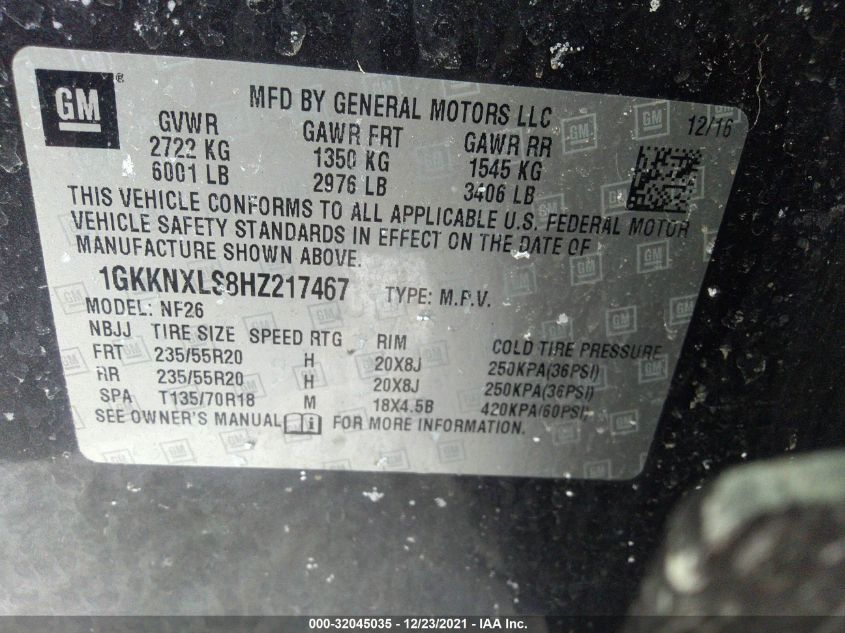 GM®
MFD BY GENERAL MOTORS LLC
12/16
GVWR GAWR FRT GAWR RR
2722 KG 1350 KG 1545 KG
6001 LB 2976 LB 3406 LB
THIS VEHICLE CONFORMS TO ALL APPLICABLE U.S. FEDERAL MOTOR
VEHICLE SAFETY STANDARDS IN EFFECT ON THE DATE OF
MANUFACTURE SHOWN ABOVE.
1GKKNXLS8HZ217467 TYPE: M.P.V.
MODEL: NF26
NBJJ TIRE SIZE SPEED RTG RIM COLD TIRE PRESSURE
FRT 235/55R20 H 20X8J 250KPA(36PSI)
RR 235/55R20 H 20X8J 250KPA(36PSI)
SPA T135/70R18 M 18X4.5B 420KPA(60PSI)
SEE OWNER'S MANUAL i FOR MORE INFORMATION.
000-32045035 - 12/23/2021 - IAA Inc.